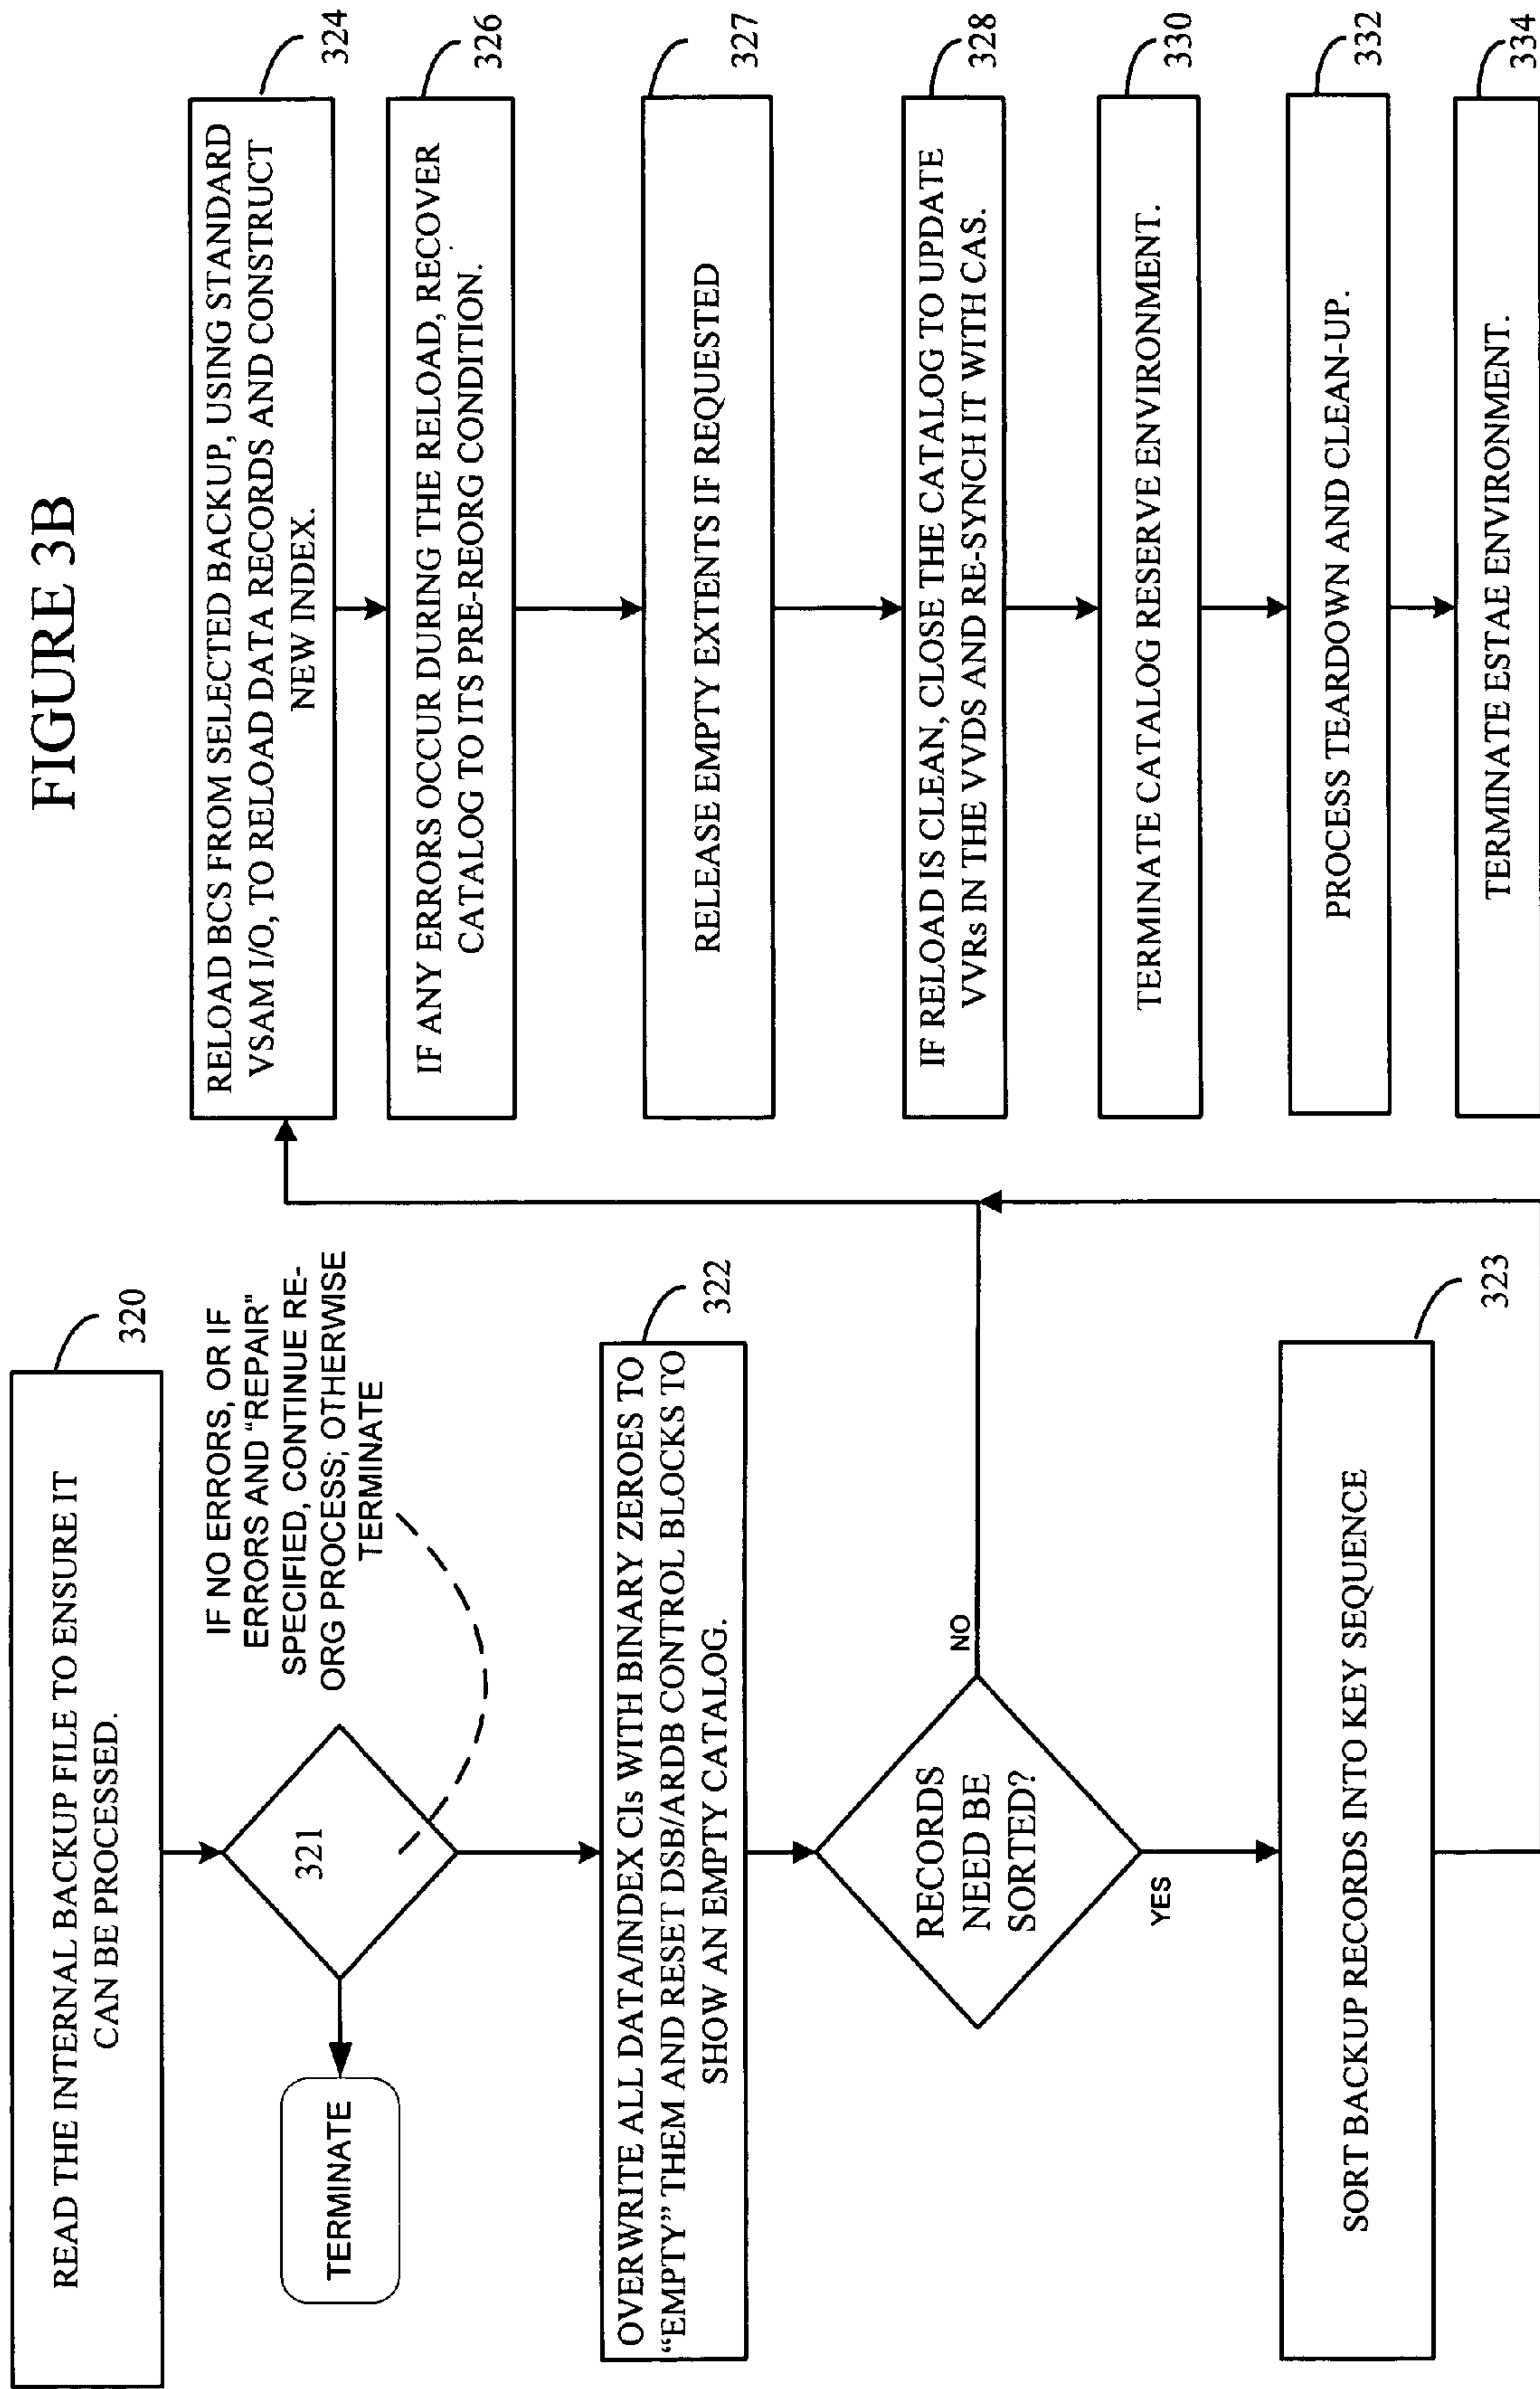 FIGURE 3B
READ THE INTERNAL BACKUP FILE TO ENSURE IT
CAN BE PROCESSED.
320
321
IF NO ERRORS, OR IF
ERRORS AND "REPAIR"
SPECIFIED, CONTINUE RE-
ORG PROCESS; OTHERWISE
TERMINATE
TERMINATE
OVERWRITE ALL DATA/INDEX CIs WITH BINARY ZEROES TO
“EMPTY” THEM AND RESET DSB/ARDB CONTROL BLOCKS TO
SHOW AN EMPTY CATALOG.
322
RECORDS
NEED BE
SORTED?
NO
YES
SORT BACKUP RECORDS INTO KEY SEQUENCE
323
RELOAD BCS FROM SELECTED BACKUP, USING STANDARD
VSAM I/O, TO RELOAD DATA RECORDS AND CONSTRUCT
NEW INDEX.
324
IF ANY ERRORS OCCUR DURING THE RELOAD, RECOVER
CATALOG TO ITS PRE-REORG CONDITION.
326
RELEASE EMPTY EXTENTS IF REQUESTED
327
IF RELOAD IS CLEAN, CLOSE THE CATALOG TO UPDATE
VVRs IN THE VVDS AND RE-SYNCH IT WITH CAS.
328
TERMINATE CATALOG RESERVE ENVIRONMENT.
330
PROCESS TEARDOWN AND CLEAN-UP.
332
TERMINATE ESTAE ENVIRONMENT.
334